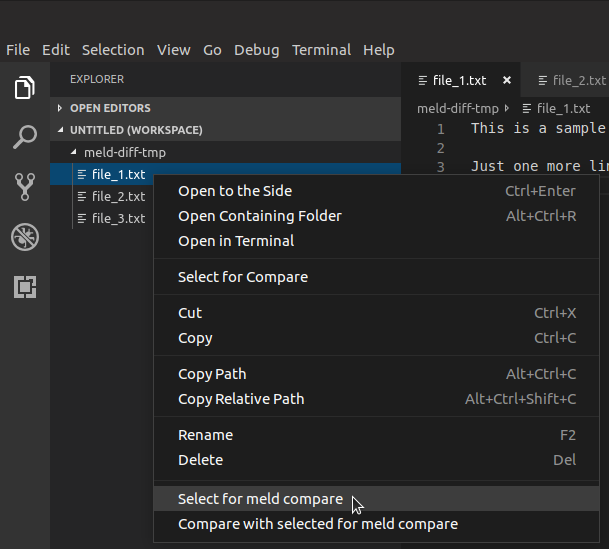 File Edit Selection View Go Debug Terminal Help
EXPLORER
file_1.txt
file_2.txt
OPEN EDITORS
UNTITLED (WORKSPACE)
meld-diff-tmp
file_1.txt
file_2.txt
file_3.txt
meld-diff-tmp file_1.txt
1 This is a sample
2
3 Just one more lin
Open to the Side Ctrl+Enter
Open Containing Folder Alt+Ctrl+R
Open in Terminal
Select for Compare
Cut Ctrl+X
Copy Ctrl+C
Copy Path Alt+Ctrl+C
Copy Relative Path Alt+Ctrl+Shift+C
Rename F2
Delete Del
Select for meld compare
Compare with selected for meld compare